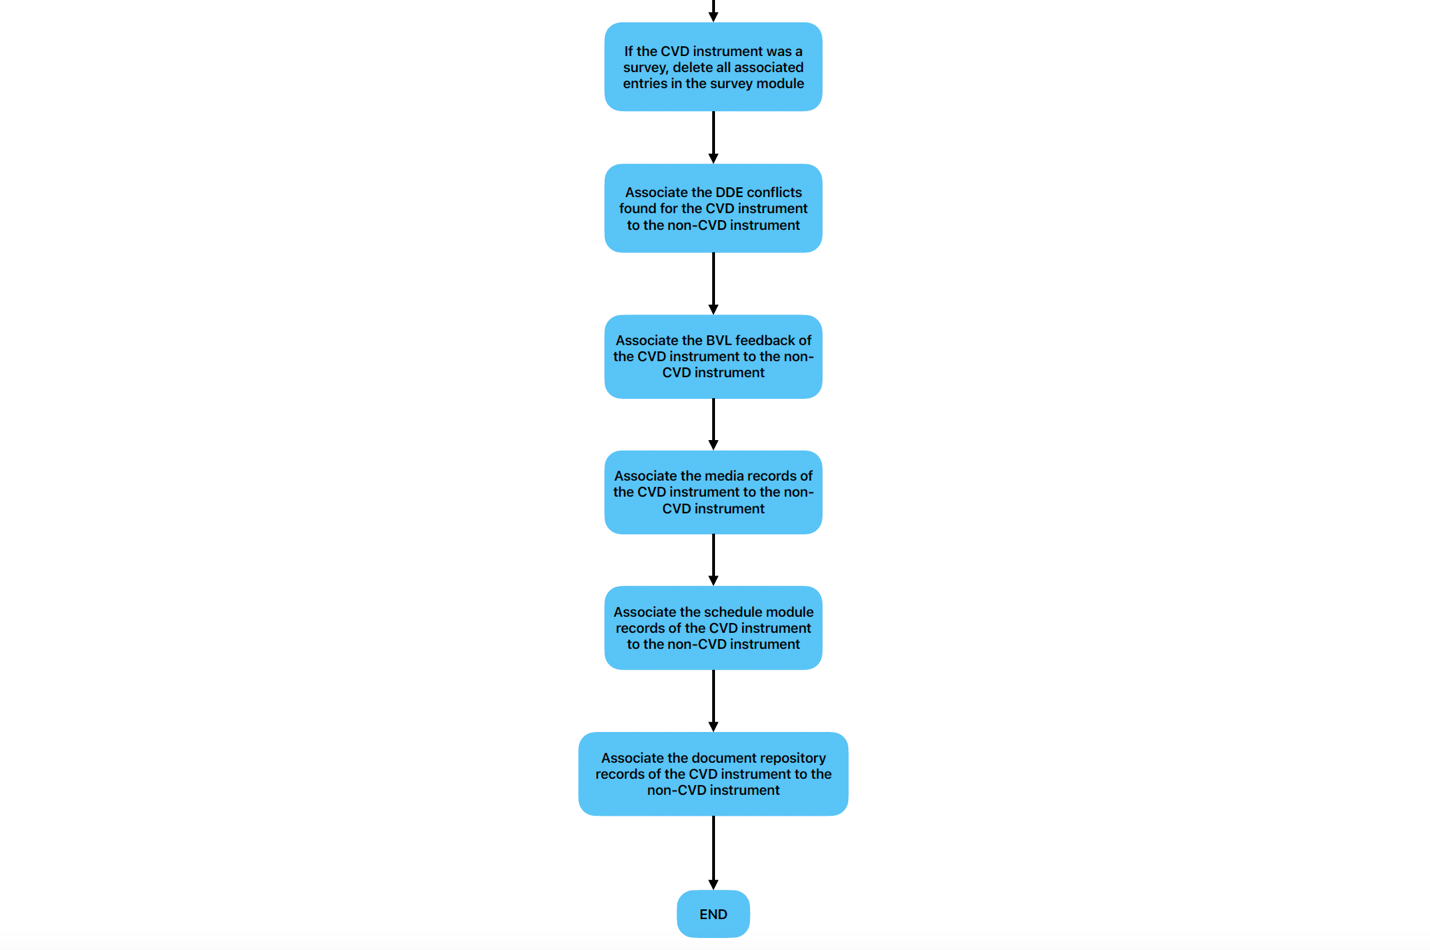 If the CVD instrument was a
survey, delete all associated
entries in the survey module
Associate the DDE conflicts
found for the CVD instrument
to the non-CVD instrument
Associate the BVL feedback of
the CVD instrument to the non-
CVD instrument
Associate the media records of
the CVD instrument to the non-
CVD instrument
Associate the schedule module
records of the CVD instrument
to the non-CVD instrument
Associate the document repository
records of the CVD instrument to the
non-CVD instrument
END